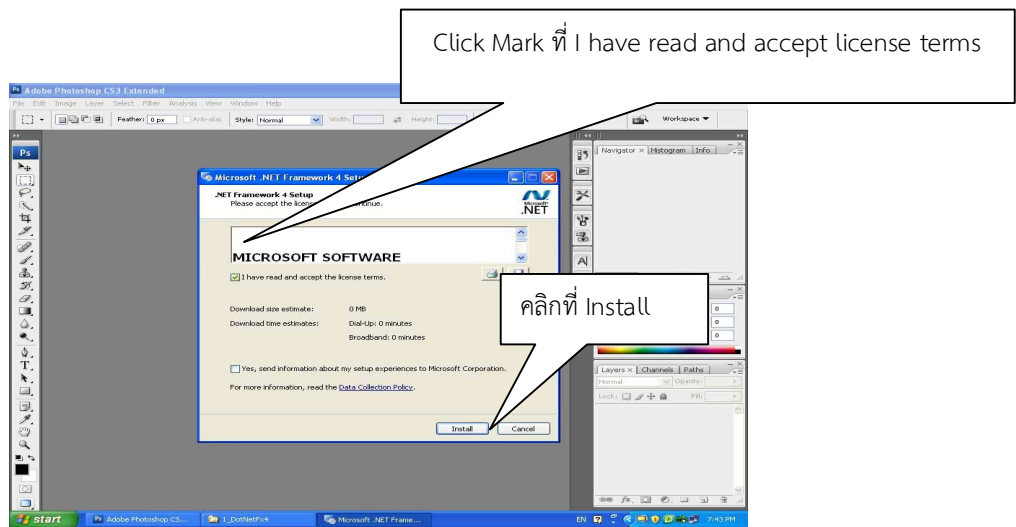 Click Mark ที่ I have read and accept license terms
Adobe Photoshop CS3 Extended
File Edit Image Layer Select Filter Analysis View Window Help
Feather: 0 px Anti-alias Style: Normal Width: Height: Workspace
Ps
Navigator Histogram Info
Microsoft .NET Framework 4
.NET Framework 4 Setup
Please accept the
Microsoft
.NET
MICROSOFT SOFTWARE
I have read and accept the license terms.
คลิกที่ Install
Download size estimate: 0 MB
Download time estimates: Dial-Up: 0 minutes
Broadband: 0 minutes
0
0
0
Yes, send information about my setup experiences to Microsoft Corporation.
For more information, read the Data Collection Policy.
Layers Channels Paths
Normal Opacity:
Lock: Fill:
Install Cancel
start Adobe Photoshop CS... 1_DotNetFx4 Microsoft .NET Frame... EN 7:43 PM